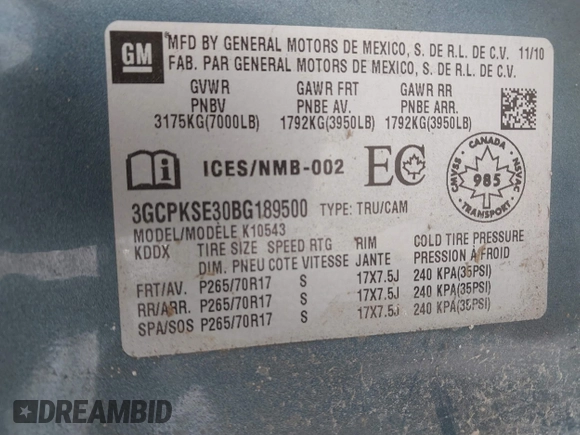 GM
MFD BY GENERAL MOTORS DE MEXICO, S. DE R.L. DE C.V. 11/10
FAB. PAR GENERAL MOTORS DE MEXICO, S. DE R.L. DE C.V.
GVWR GAWR FRT GAWR RR
PNBV PNBE AV. PNBE ARR.
3175KG(7000LB) 1792KG(3950LB) 1792KG(3950LB)
ICES/NMB-002 EC
CANADA CMVSS NSVAC 985 TRANSPORT
3GCPKSE30BG189500 TYPE: TRU/CAM
MODEL/MODÈLE K10543
KDDX TIRE SIZE SPEED RTG RIM COLD TIRE PRESSURE
DIM. PNEU COTE VITESSE JANTE PRESSION À FROID
FRT/AV. P265/70R17 S 17X7.5J 240 KPA(35PSI)
RR/ARR. P265/70R17 S 17X7.5J 240 KPA(35PSI)
SPA/SOS P265/70R17 S 17X7.5J 240 KPA(35PSI)
DREAMBID